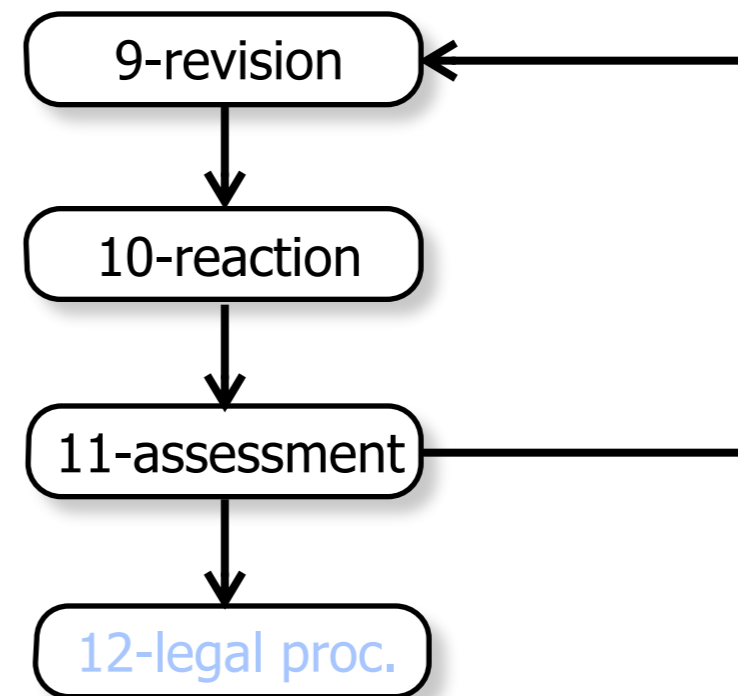 9-revision
10-reaction
11-assessment
12-legal proc.